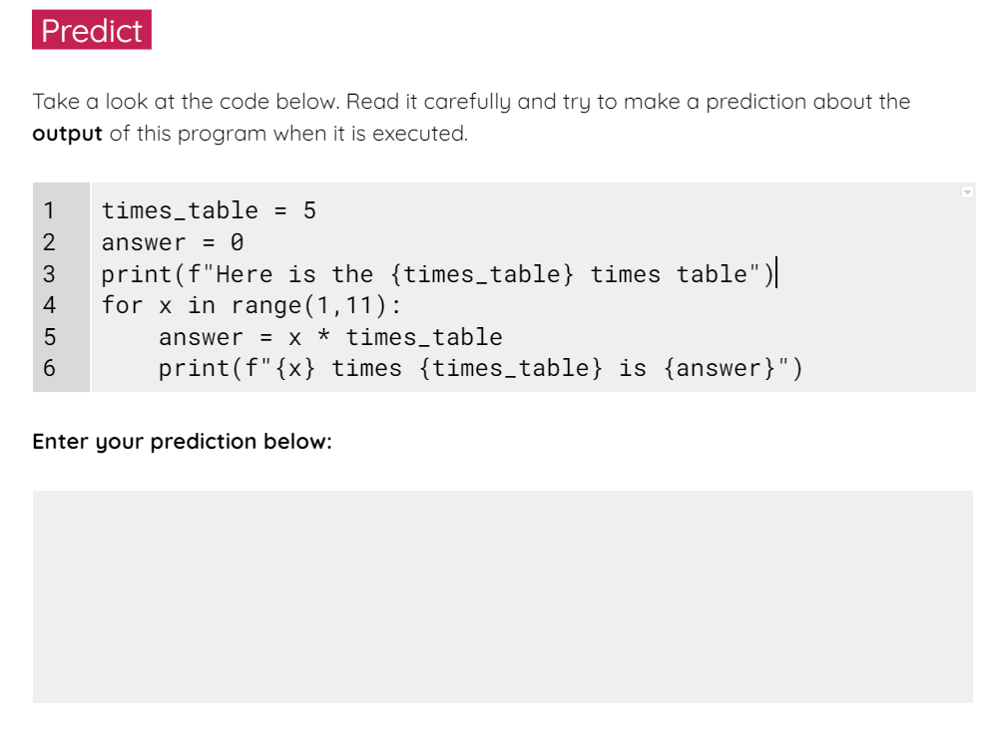 Predict
Take a look at the code below. Read it carefully and try to make a prediction about the
output of this program when it is executed.
1 times_table = 5
2 answer = 0
3 print(f"Here is the {times_table} times table")
4 for x in range(1,11):
5     answer = x * times_table
6     print(f"{x} times {times_table} is {answer}")
Enter your prediction below: